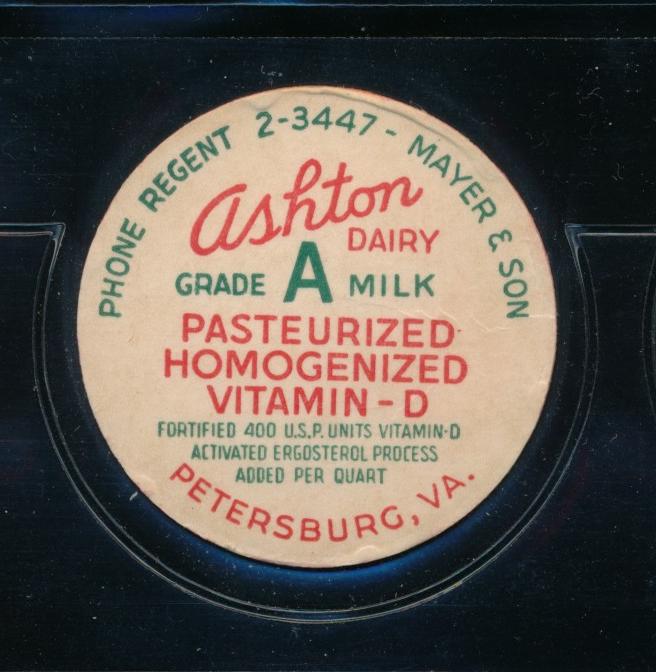 PHONE REGENT 2-3447 - MAYER & SON
Ashton
DAIRY
GRADE A MILK
PASTEURIZED
HOMOGENIZED
VITAMIN-D
FORTIFIED 400 U.S.P. UNITS VITAMIN-D
ACTIVATED ERGOSTEROL PROCESS
ADDED PER QUART
PETERSBURG, VA.